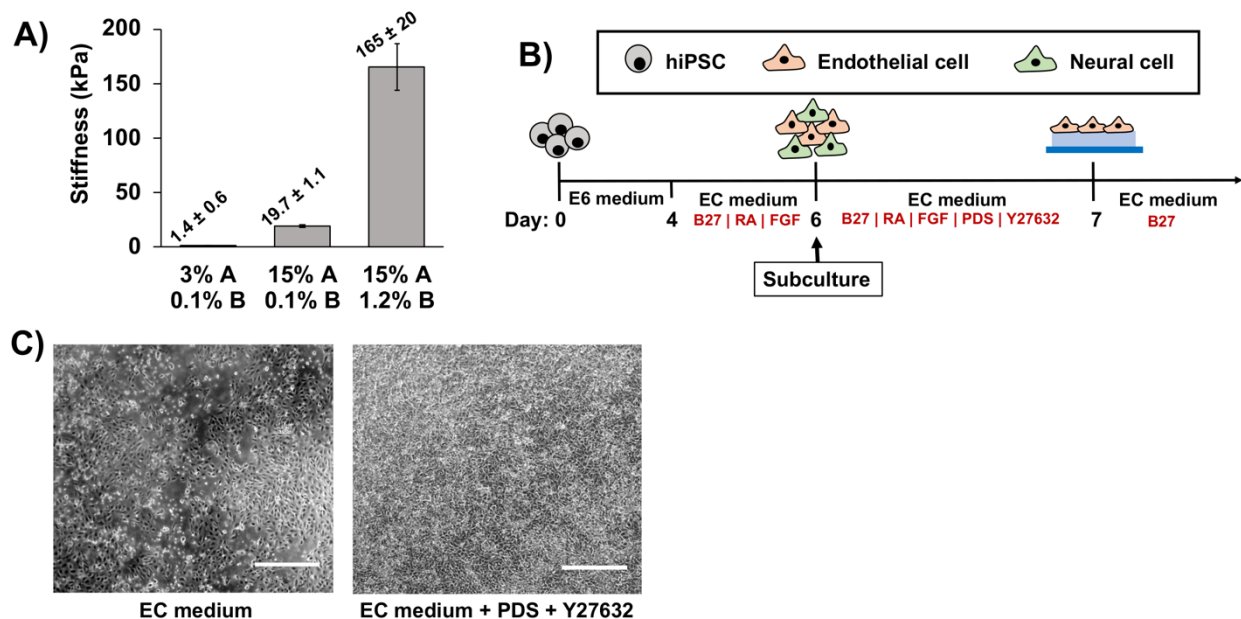 A)
Stiffness (kPa)
200
150
100
50
0
1.4 ± 0.6
19.7 ± 1.1
165 ± 20
3% A
0.1% B
15% A
0.1% B
15% A
1.2% B
B)
hiPSC
Endothelial cell
Neural cell
E6 medium
EC medium
B27 | RA | FGF
EC medium
B27 | RA | FGF | PDS | Y27632
EC medium
B27
Day: 0 4 6 7
Subculture
C)
EC medium
EC medium + PDS + Y27632